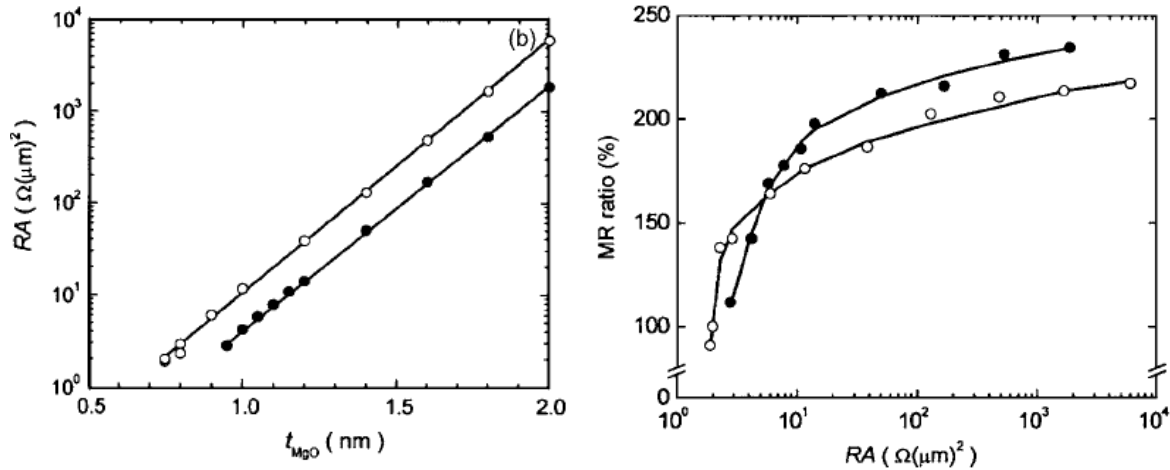 (b)
10⁴
10³
10²
10¹
10⁰
RA ( Ω(μm)² )
0.5 1.0 1.5 2.0
t_MgO ( nm )
250
200
150
100
0
MR ratio (%)
10⁰ 10¹ 10² 10³ 10⁴
RA ( Ω(μm)² )